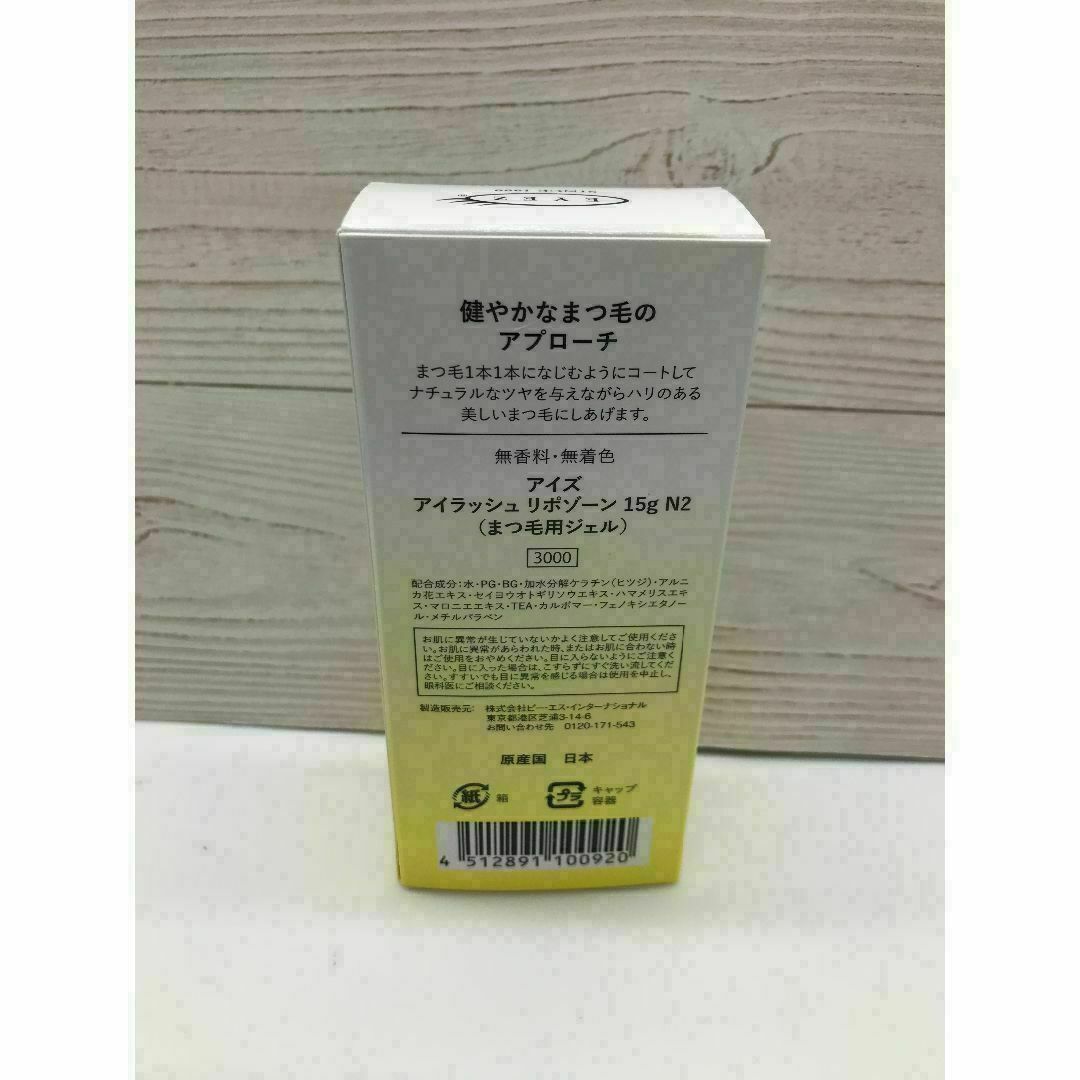 EYEZ
健やかなまつ毛の
アプローチ
まつ毛1本1本になじむようにコートして
ナチュラルなツヤを与えながらハリのある
美しいまつ毛にしあげます。
無香料・無着色
アイズ
アイラッシュ リポゾーン 15g N2
（まつ毛用ジェル）
3000
配合成分：水・PG・BG・加水分解ケラチン（ヒツジ）・アルニ
カ花エキス・セイヨウオトギリソウエキス・ハマメリスエキ
ス・マロニエエキス・TEA・カルボマー・フェノキシエタノー
ル・メチルパラベン
お肌に異常が生じていないかよく注意してご使用くださ
い。お肌に異常があらわれた時、またはお肌に合わない時
はご使用をおやめください。目に入らないようにご注意く
ださい。目に入った場合は、こすらずにすぐ洗い流してくだ
さい。すすいでも目に異常を感じる場合は使用を中止し、
眼科医にご相談ください。
製造販売元： 株式会社ビー・エス・インターナショナル
東京都港区芝浦3-14-6
お問い合わせ先 0120-171-543
原産国 日本
紙 箱
プラ キャップ
容器
4 512891 100920